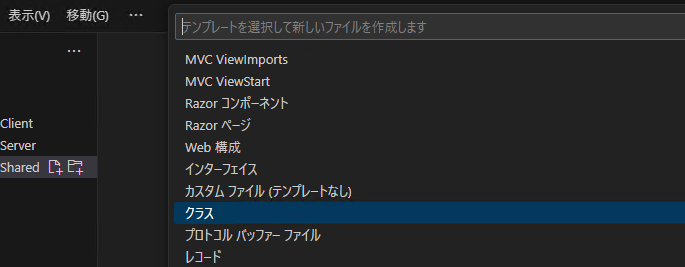 表示(V) 移動(G) ···
···
Client
Server
Shared
テンプレートを選択して新しいファイルを作成します
MVC ViewImports
MVC ViewStart
Razor コンポーネント
Razor ページ
Web 構成
インターフェイス
カスタム ファイル (テンプレートなし)
クラス
プロトコル バッファー ファイル
レコード